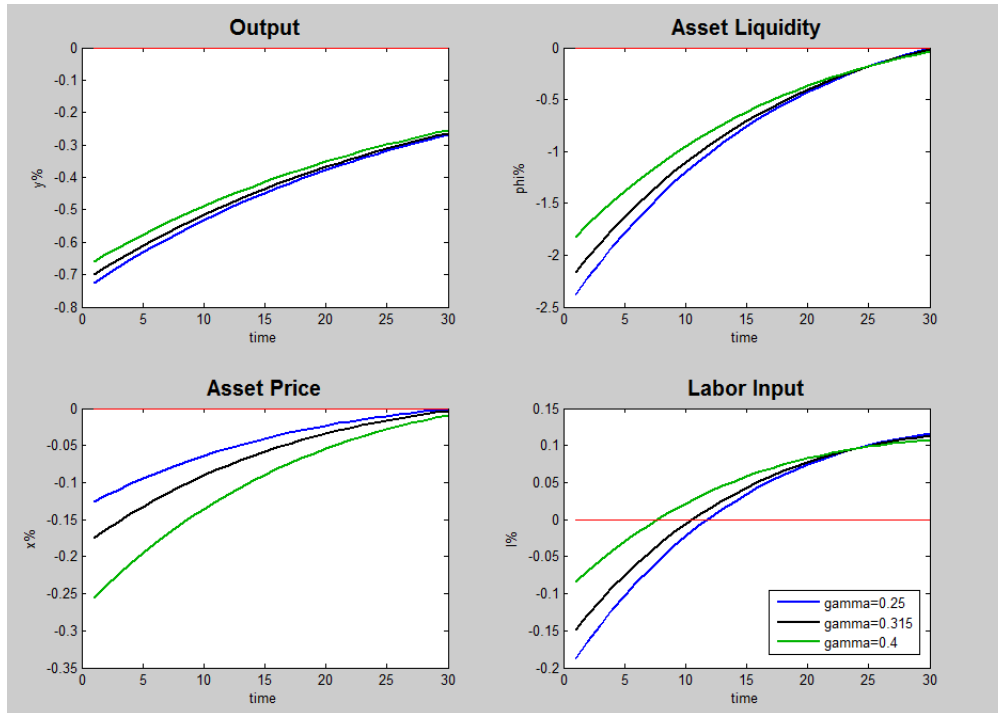 Output
0
-0.1
-0.2
-0.3
-0.4
-0.5
-0.6
-0.7
-0.8
y%
0 5 10 15 20 25 30
time
Asset Liquidity
0
-0.5
-1
-1.5
-2
-2.5
phi%
0 5 10 15 20 25 30
time
Asset Price
0
-0.05
-0.1
-0.15
-0.2
-0.25
-0.3
-0.35
x%
0 5 10 15 20 25 30
time
Labor Input
0.15
0.1
0.05
0
-0.05
-0.1
-0.15
-0.2
l%
0 5 10 15 20 25 30
time
gamma=0.25
gamma=0.315
gamma=0.4